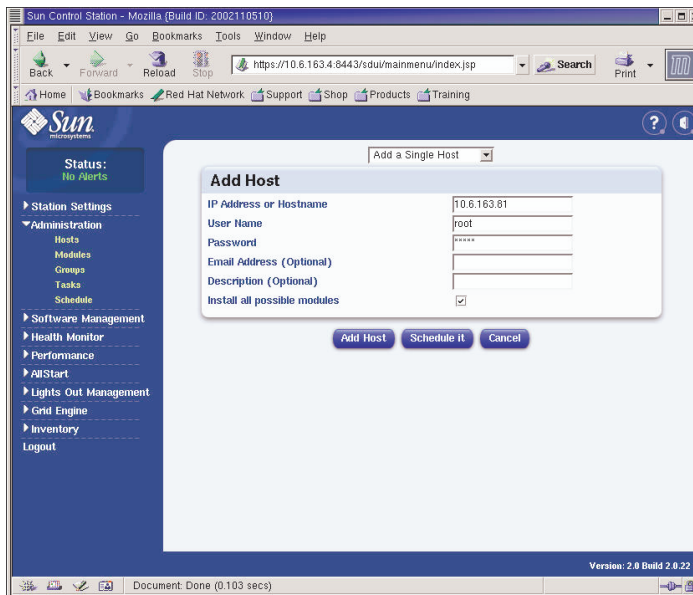 Sun Control Station - Mozilla {Build ID: 2002110510}
File Edit View Go Bookmarks Tools Window Help
Back Forward Reload Stop https://10.6.163.4:8443/sdui/mainmenu/index.jsp Search Print
Home Bookmarks Red Hat Network Support Shop Products Training
Sun
microsystems
?
Status:
No Alerts
Station Settings
Administration
Hosts
Modules
Groups
Tasks
Schedule
Software Management
Health Monitor
Performance
AllStart
Lights Out Management
Grid Engine
Inventory
Logout
Add a Single Host
Add Host
IP Address or Hostname 10.6.163.81
User Name root
Password *****
Email Address (Optional)
Description (Optional)
Install all possible modules
Add Host Schedule it Cancel
Version: 2.0 Build 2.0.22
Document: Done (0.103 secs)